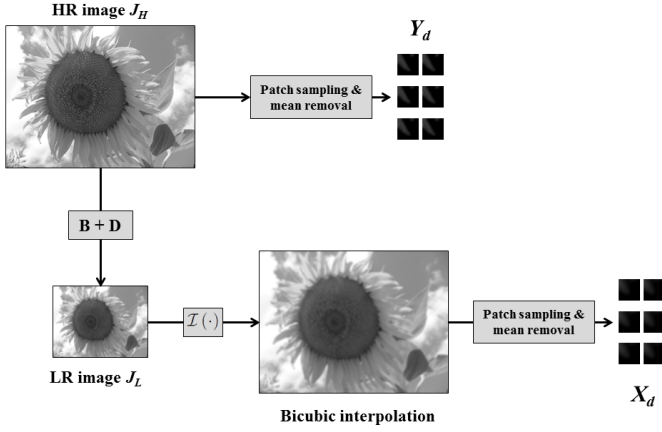 HR image J_H
Y_d
Patch sampling &
mean removal
B + D
I (·)
Patch sampling &
mean removal
LR image J_L
X_d
Bicubic interpolation